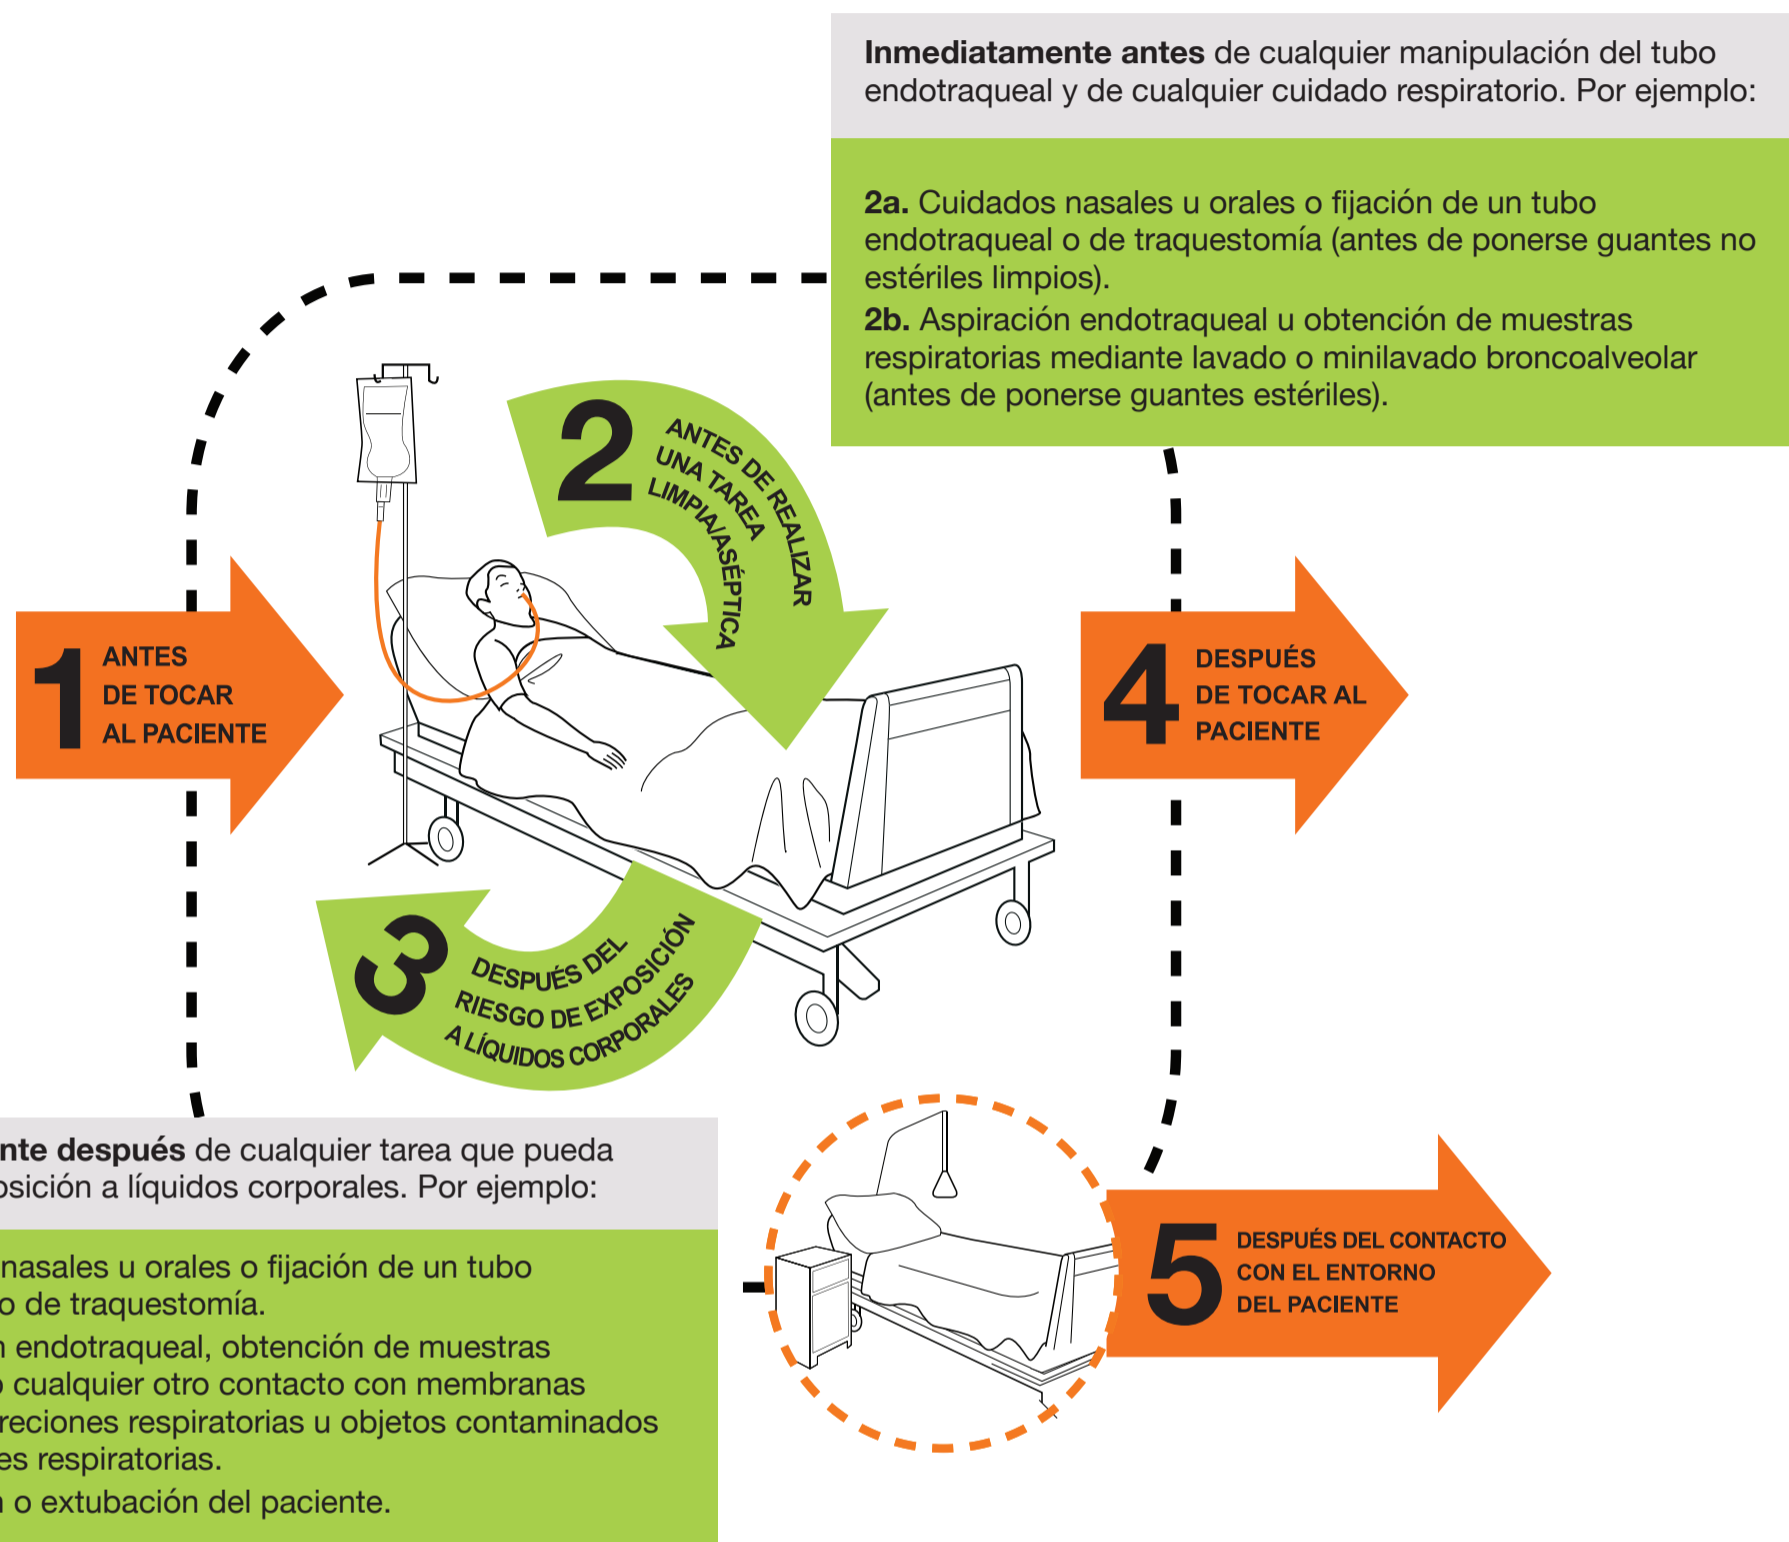 Inmediatamente antes de cualquier manipulación del tubo
endotraqueal y de cualquier cuidado respiratorio. Por ejemplo:
2a. Cuidados nasales u orales o fijación de un tubo
endotraqueal o de traquestomía (antes de ponerse guantes no
estériles limpios).
2b. Aspiración endotraqueal u obtención de muestras
respiratorias mediante lavado o minilavado broncoalveolar
(antes de ponerse guantes estériles).
2
ANTES DE REALIZAR
UNA TAREA
LIMPIA/ASÉPTICA
1
ANTES
DE TOCAR
AL PACIENTE
4
DESPUÉS
DE TOCAR AL
PACIENTE
3
DESPUÉS DEL
RIESGO DE EXPOSICIÓN
A LÍQUIDOS CORPORALES
después de cualquier tarea que pueda
a líquidos corporales. Por ejemplo:
nasales u orales o fijación de un tubo
o de traquestomía.
endotraqueal, obtención de muestras
cualquier otro contacto con membranas
respiratorias u objetos contaminados
respiratorias.
o extubación del paciente.
5
DESPUÉS DEL CONTACTO
CON EL ENTORNO
DEL PACIENTE